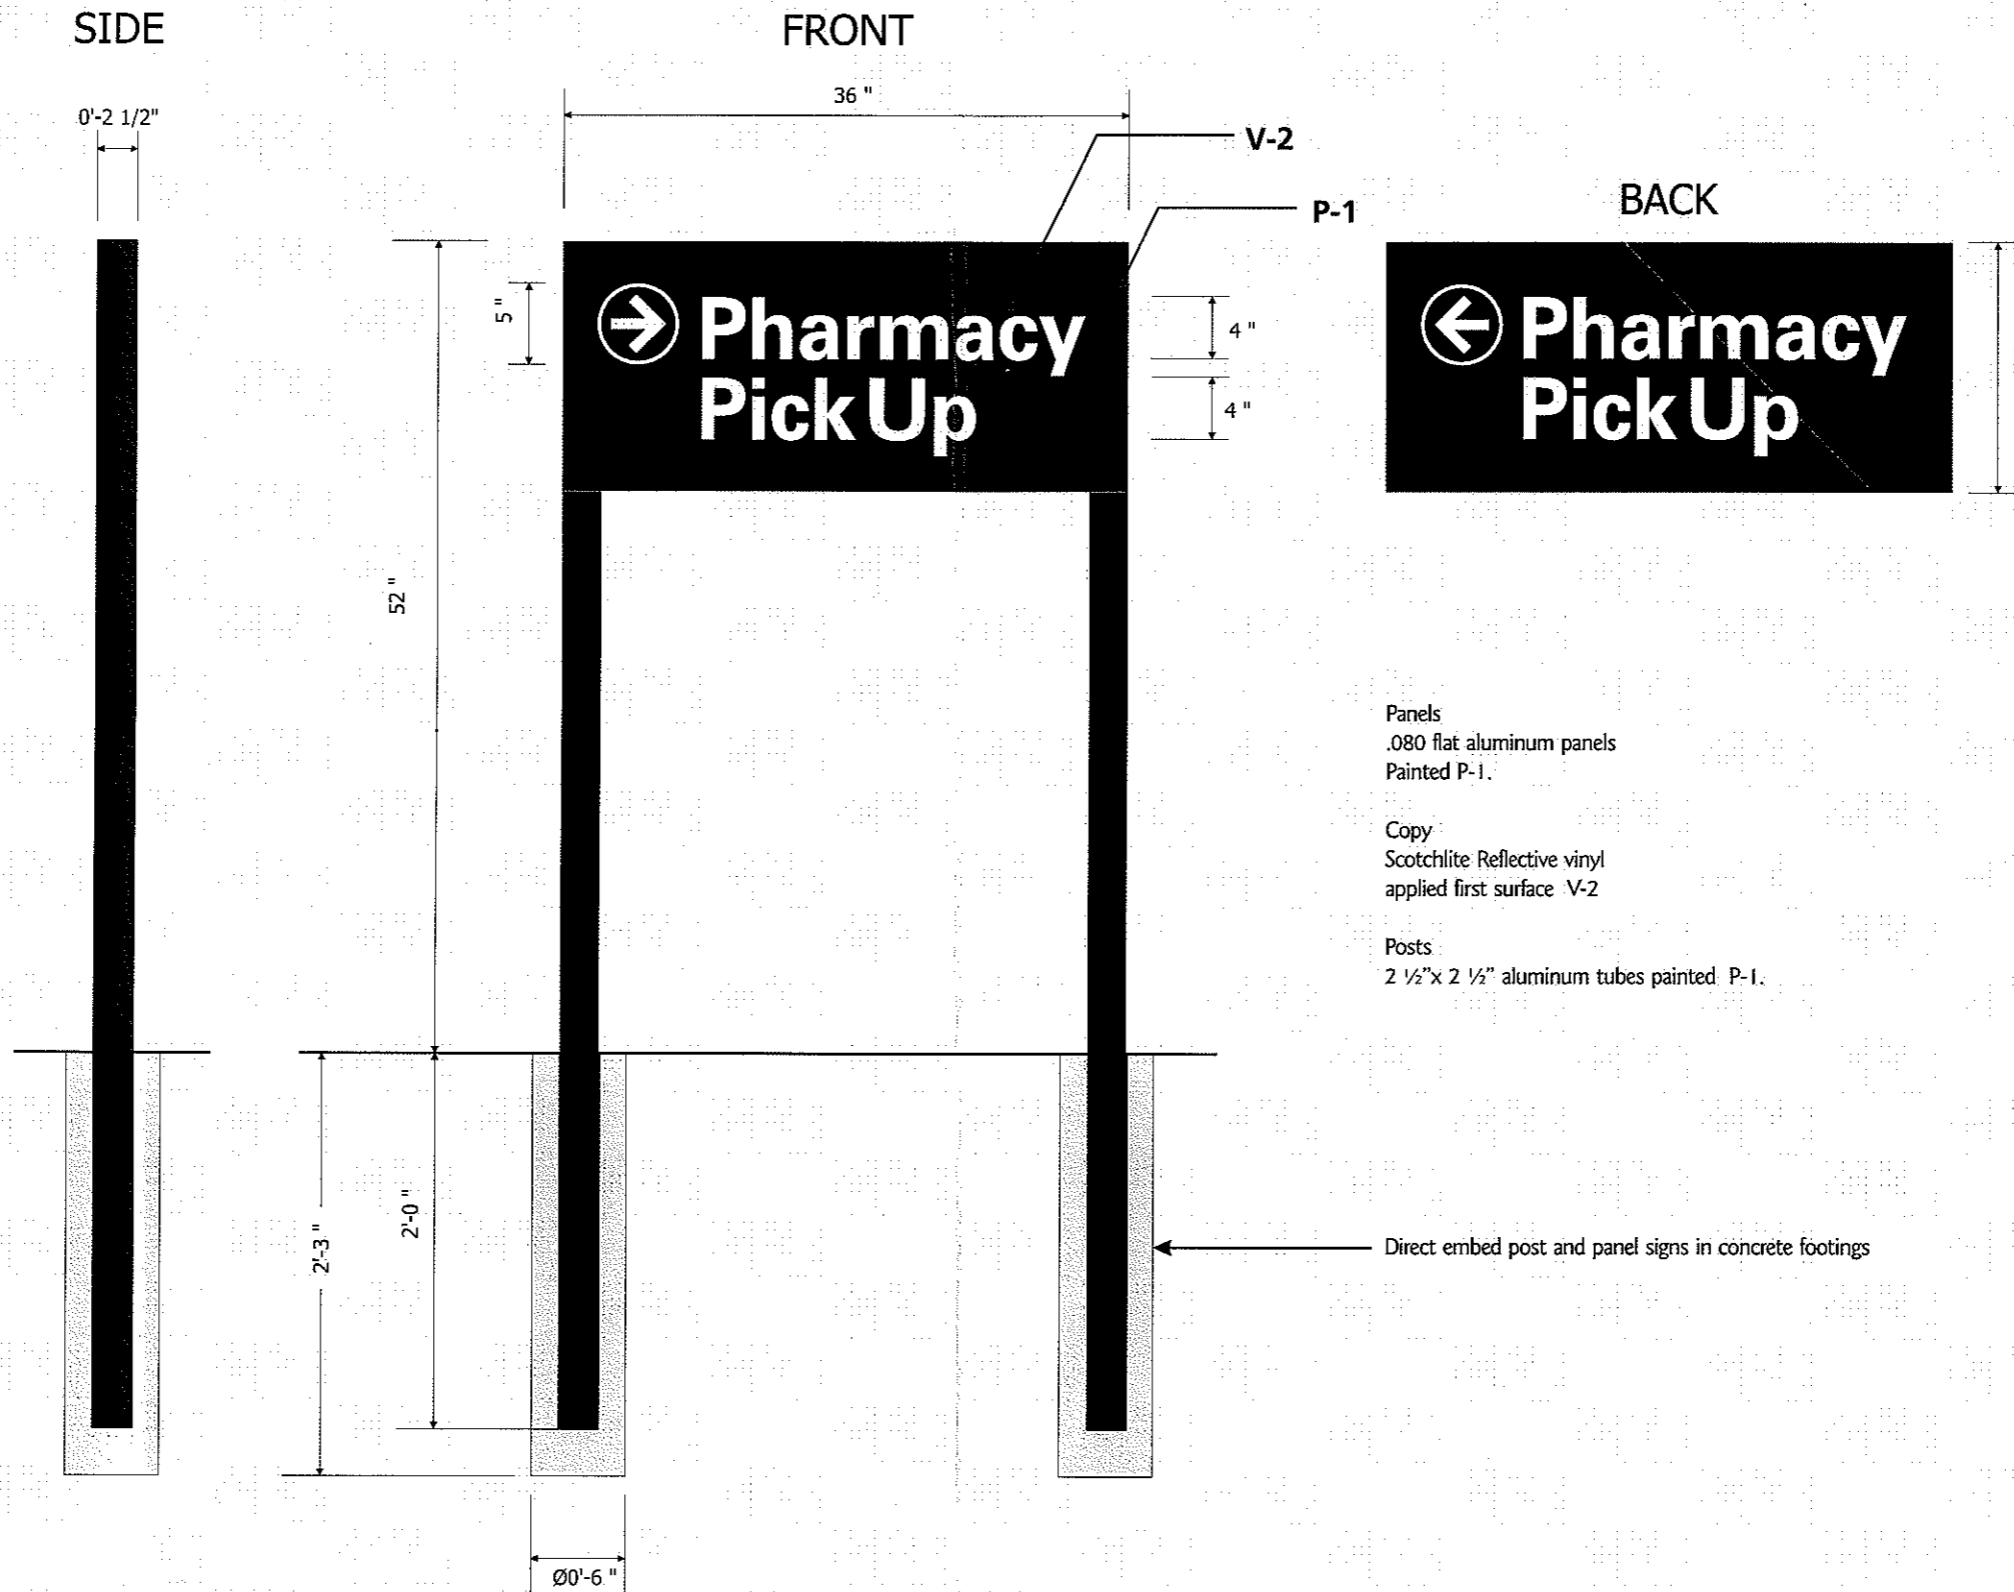 SIDE
FRONT
36 "
0'-2 1/2"
V-2
BACK
P-1
5 "
Pharmacy
Pick Up
4 "
4 "
Pharmacy
Pick Up
52 "
Panels
.080 flat aluminum panels
Painted P-1.
Copy
Scotchlite Reflective vinyl
applied first surface V-2
Posts
2 ½"x 2 ½" aluminum tubes painted P-1.
2'-0 "
2'-3 "
Direct embed post and panel signs in concrete footings
Ø0'-6 "